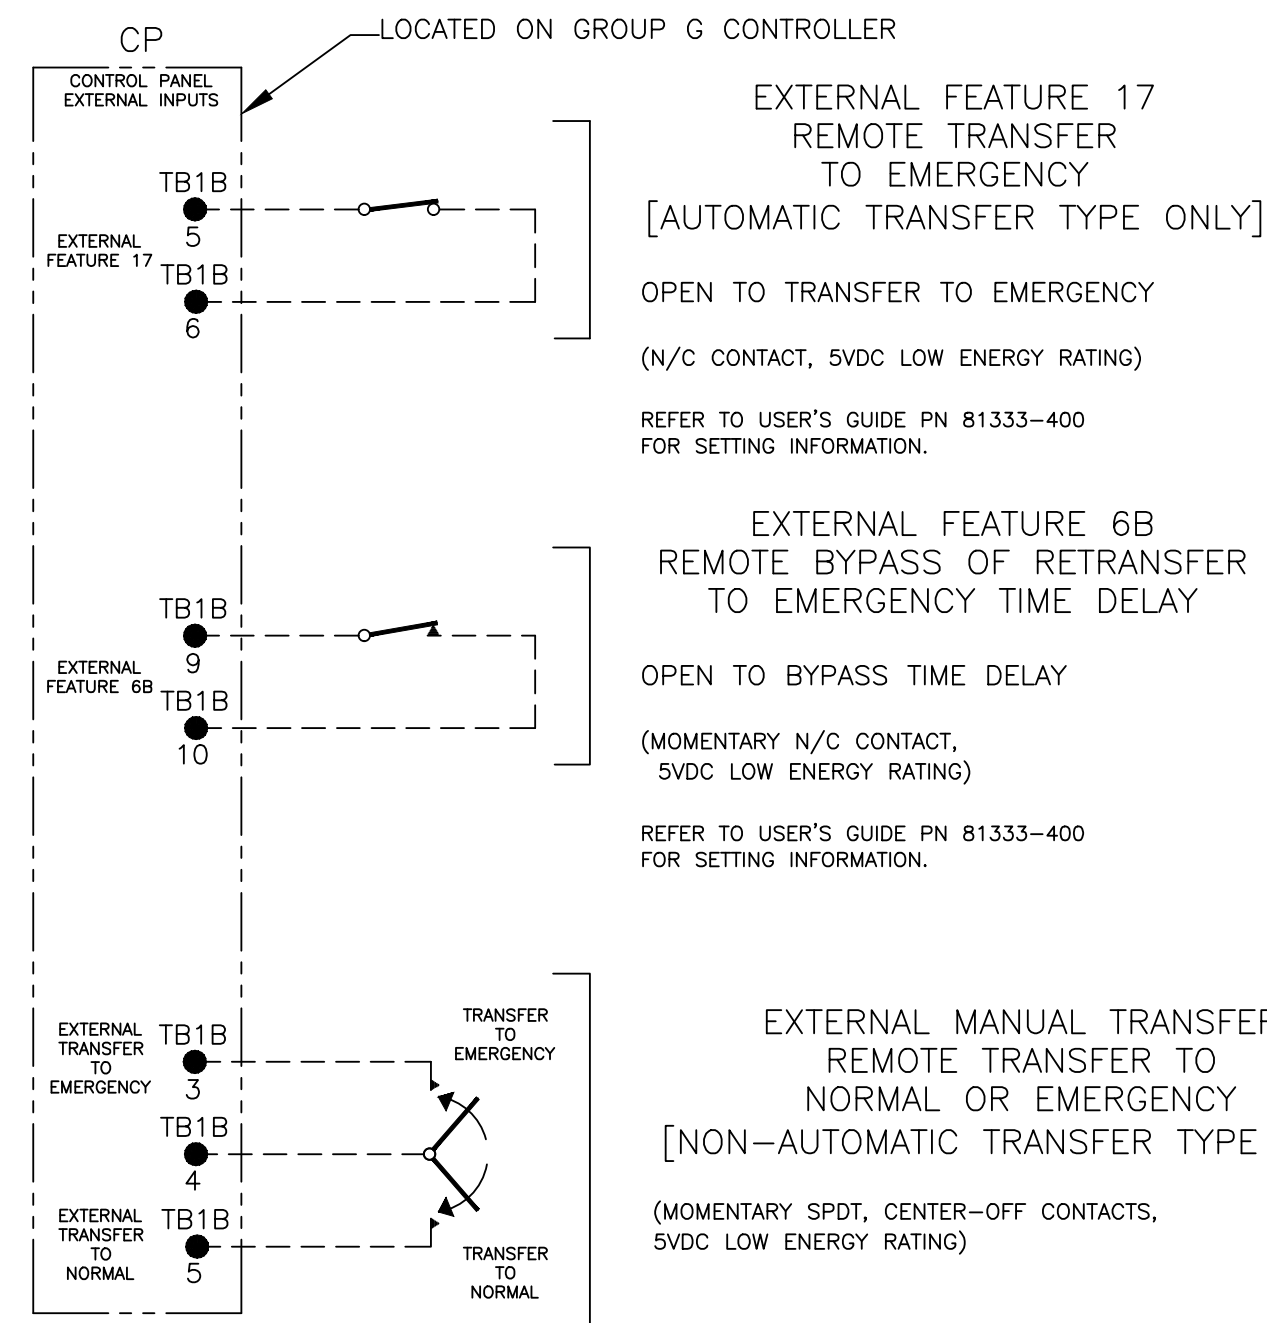 CP
LOCATED ON GROUP G CONTROLLER
CONTROL PANEL
EXTERNAL INPUTS
EXTERNAL FEATURE 17
REMOTE TRANSFER
TO EMERGENCY
[AUTOMATIC TRANSFER TYPE ONLY]
TB1B
5
EXTERNAL
FEATURE 17
TB1B
6
OPEN TO TRANSFER TO EMERGENCY
(N/C CONTACT, 5VDC LOW ENERGY RATING)
REFER TO USER'S GUIDE PN 81333-400
FOR SETTING INFORMATION.
EXTERNAL FEATURE 6B
REMOTE BYPASS OF RETRANSFER
TO EMERGENCY TIME DELAY
TB1B
9
EXTERNAL
FEATURE 6B
TB1B
10
OPEN TO BYPASS TIME DELAY
(MOMENTARY N/C CONTACT,
5VDC LOW ENERGY RATING)
REFER TO USER'S GUIDE PN 81333-400
FOR SETTING INFORMATION.
EXTERNAL
TRANSFER
TO
EMERGENCY
TB1B
3
TRANSFER
TO
EMERGENCY
TB1B
4
EXTERNAL
TRANSFER
TO
NORMAL
TB1B
5
TRANSFER
TO
NORMAL
EXTERNAL MANUAL TRANSFER
REMOTE TRANSFER TO
NORMAL OR EMERGENCY
[NON-AUTOMATIC TRANSFER TYPE
(MOMENTARY SPDT, CENTER-OFF CONTACTS,
5VDC LOW ENERGY RATING)